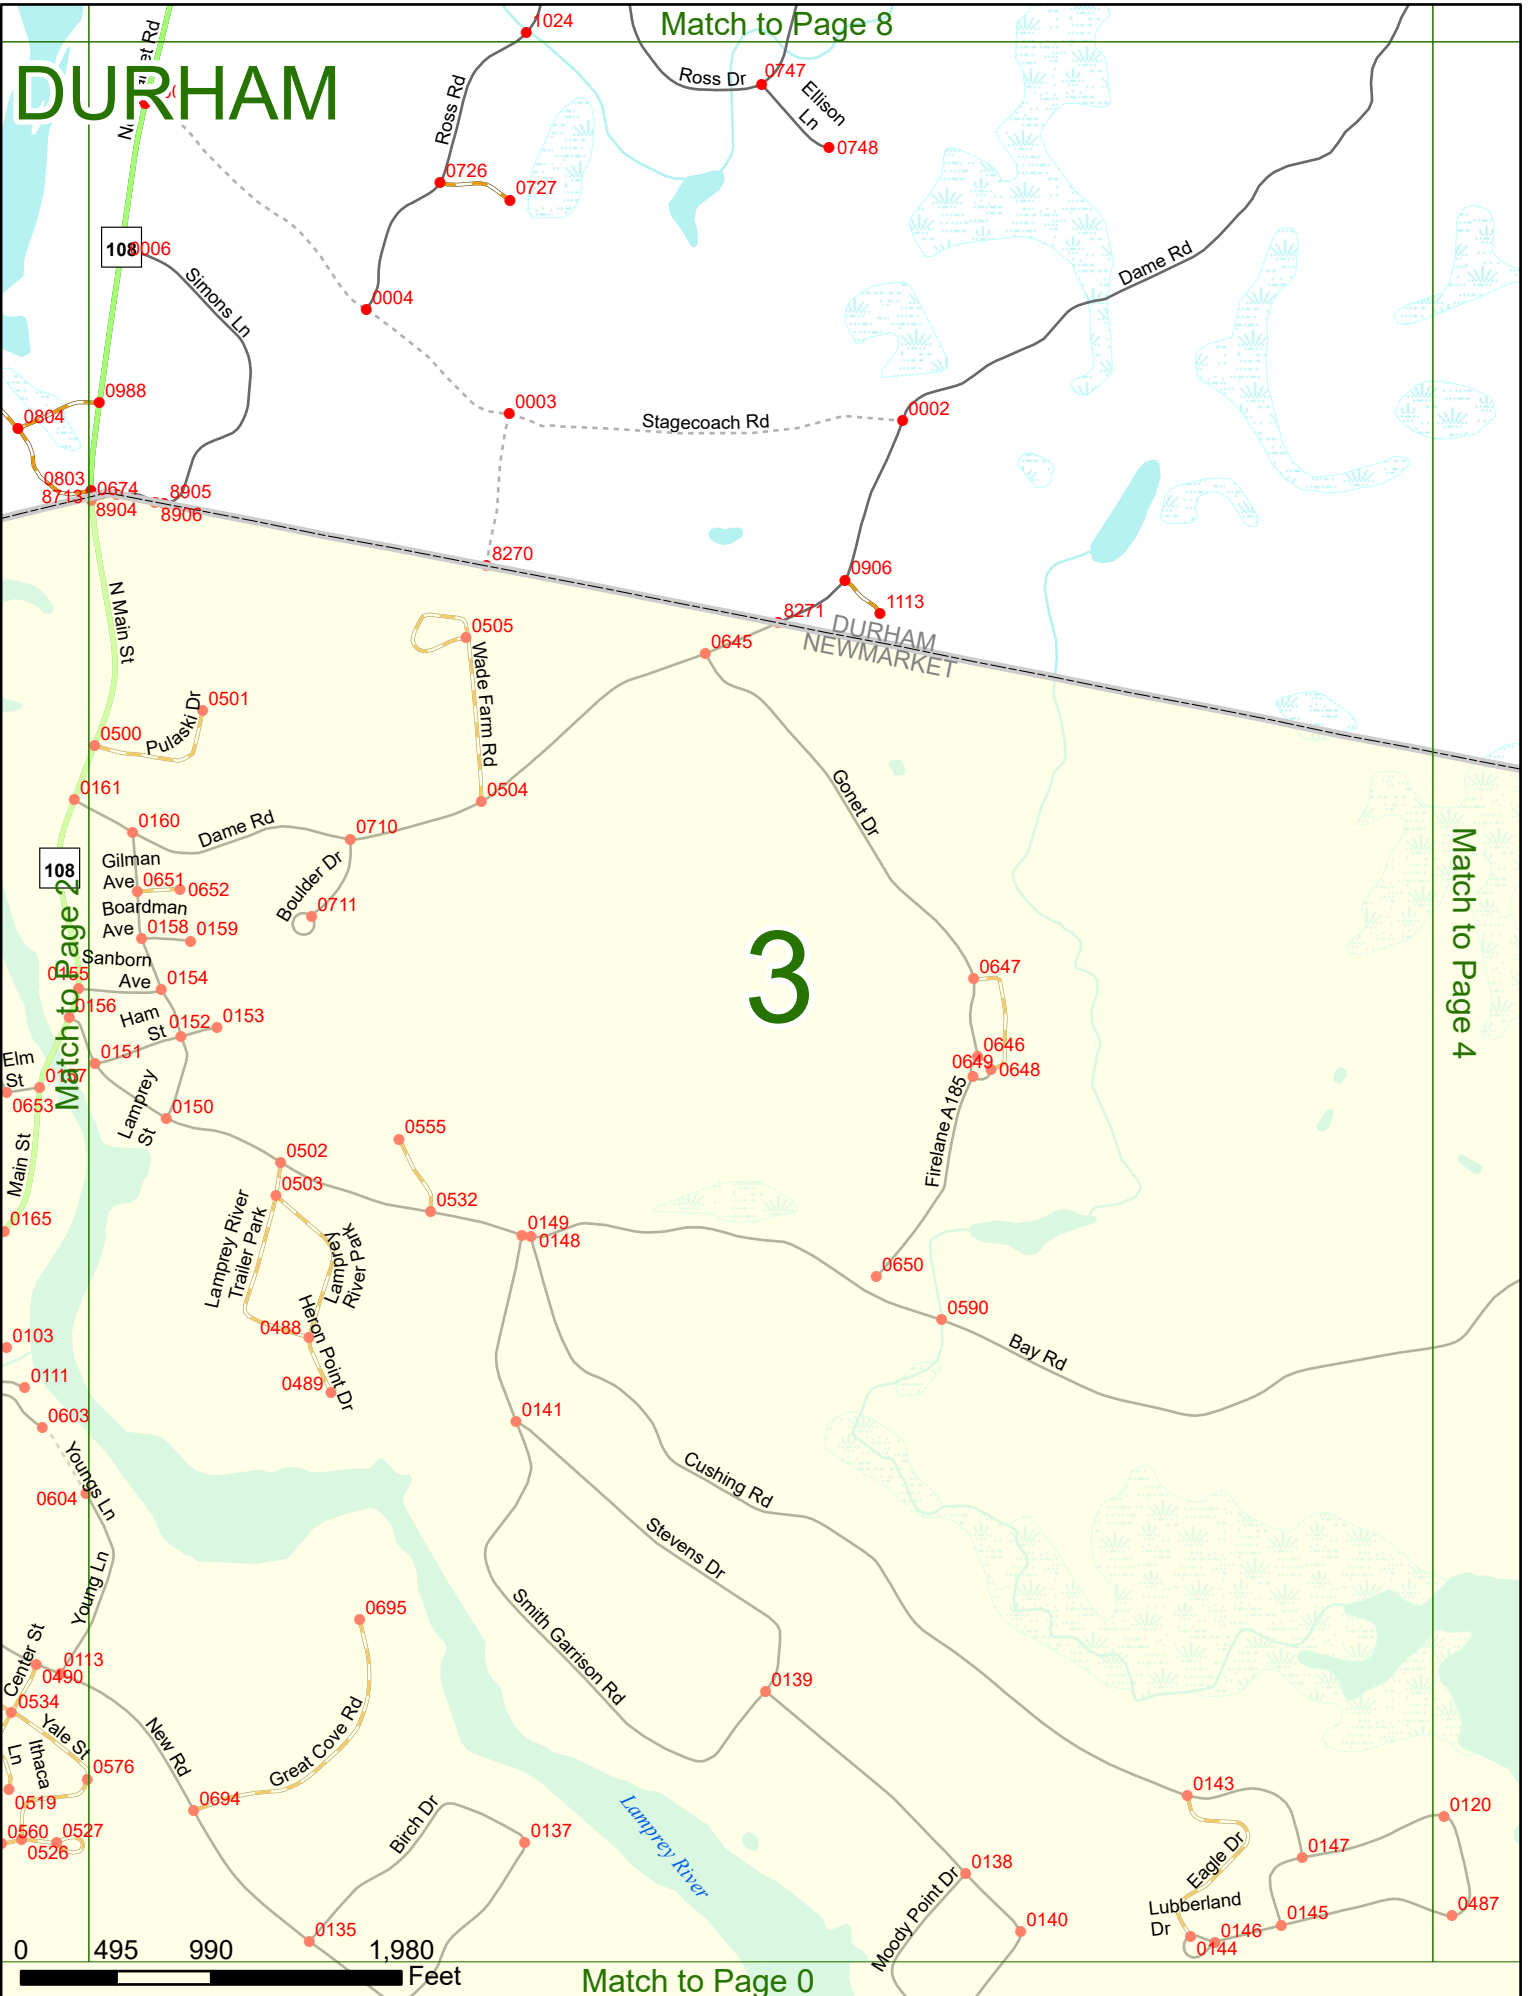 Match to Page 8
1024
DURHAM
Ross Rd
Ross Dr
0747
Ellison
Ln
0748
0726
0727
108
0006
Simons Ln
0004
Dame Rd
0988
0804
0003
Stagecoach Rd
0002
0803
0674
8713
8904
8905
8906
8270
0906
1113
8271
DURHAM
NEWMARKET
N Main St
0505
Wade Farm Rd
0645
0501
Pulaski Dr
0500
0161
0504
0160
Dame Rd
0710
Gonet Dr
108
Gilman
Ave
0651
0652
Boulder Dr
0711
Boardman
Ave
0158
0159
Sanborn
Ave
0155
0154
Match to Page 2
0156
Ham
St
0152
0153
3
0647
Match to Page 4
0151
Elm
St
0653
Lamprey
St
0150
0646
0649
0648
Firelane A185
Main St
0555
0502
0503
0532
0165
0149
0148
Lamprey River
Trailer Park
Lamprey
River Park
0650
0590
Bay Rd
0103
0488
Heron Point Dr
0111
0489
0603
0141
Youngs Ln
0604
Cushing Rd
Stevens Dr
Young Ln
Smith Garrison Rd
0695
Center St
0113
0490
0534
0139
Yale St
New Rd
Great Cove Rd
Ln
Ithaca
0576
0519
0694
0143
0120
Birch Dr
Lamprey River
0560
0527
0526
0137
0147
Eagle Dr
0138
Moody Point Dr
Lubberland
Dr
0487
0135
0140
0145
0146
0144
0 495 990 1,980
Feet
Match to Page 0